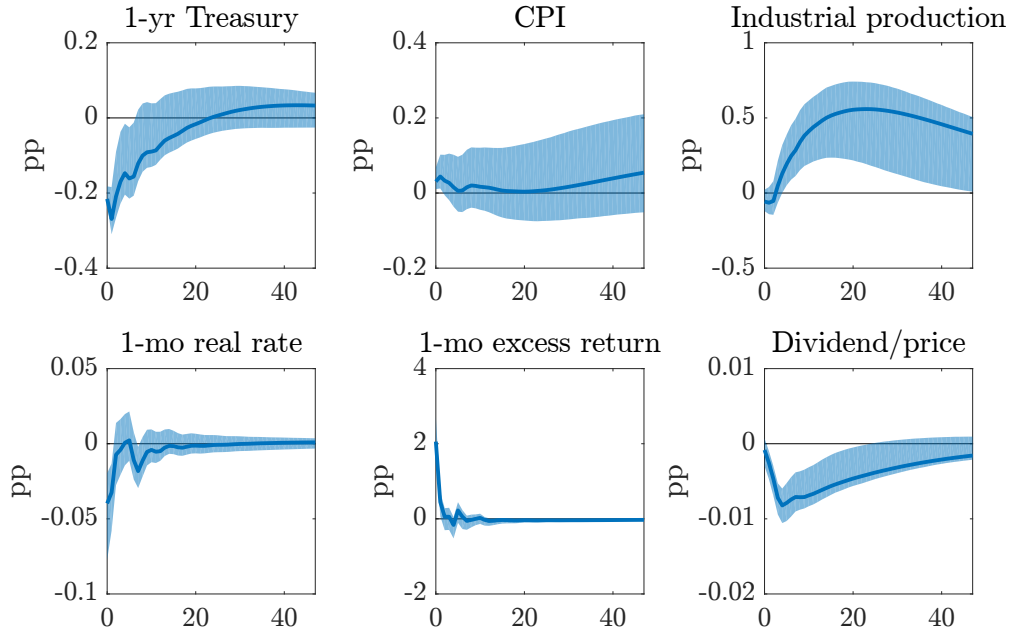 1-yr Treasury
pp
0.2
0
-0.2
-0.4
0 20 40
CPI
pp
0.4
0.2
0
-0.2
0 20 40
Industrial production
pp
1
0.5
0
-0.5
0 20 40
1-mo real rate
pp
0.05
0
-0.05
-0.1
0 20 40
1-mo excess return
pp
4
2
0
-2
0 20 40
Dividend/price
pp
0.01
0
-0.01
-0.02
0 20 40